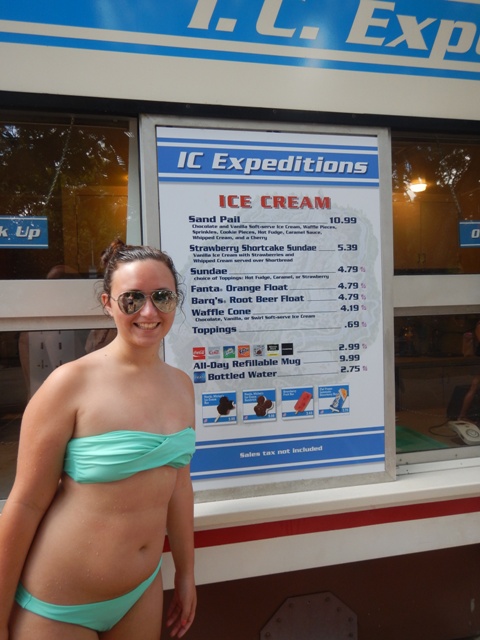 I.C. Expe
IC Expeditions
ICE CREAM
Sand Pail 10.99
Chocolate and Vanilla Soft-serve Ice Cream, Waffle Pieces,
Sprinkles, Cookie Pieces, Hot Fudge, Caramel Sauce,
Whipped Cream, and a Cherry
Strawberry Shortcake Sundae 5.39
Vanilla Ice Cream with Strawberries and
Whipped Cream served over Shortbread
Sundae 4.79
choice of Toppings: Hot Fudge, Caramel, or Strawberry
Fanta® Orange Float 4.79
Barq's® Root Beer Float 4.79
Waffle Cone 4.19
Chocolate, Vanilla, or Swirl Soft-serve Ice Cream
Toppings .69
2.99
All-Day Refillable Mug 9.99
Bottled Water 2.75
Sales tax not included
k Up